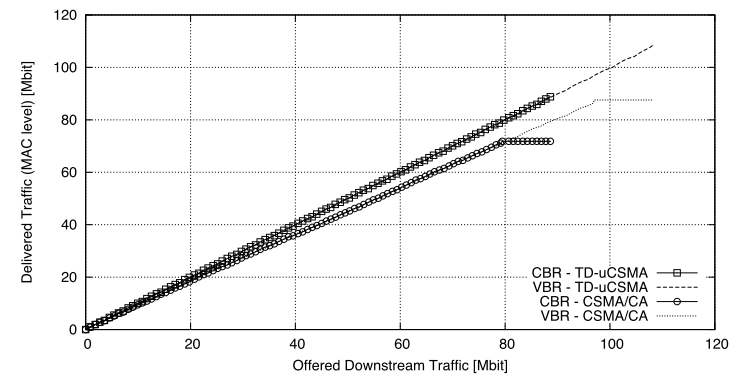 120
100
80
60
40
20
0
Delivered Traffic (MAC level) [Mbit]
CBR - TD-uCSMA
VBR - TD-uCSMA
CBR - CSMA/CA
VBR - CSMA/CA
0 20 40 60 80 100 120
Offered Downstream Traffic [Mbit]